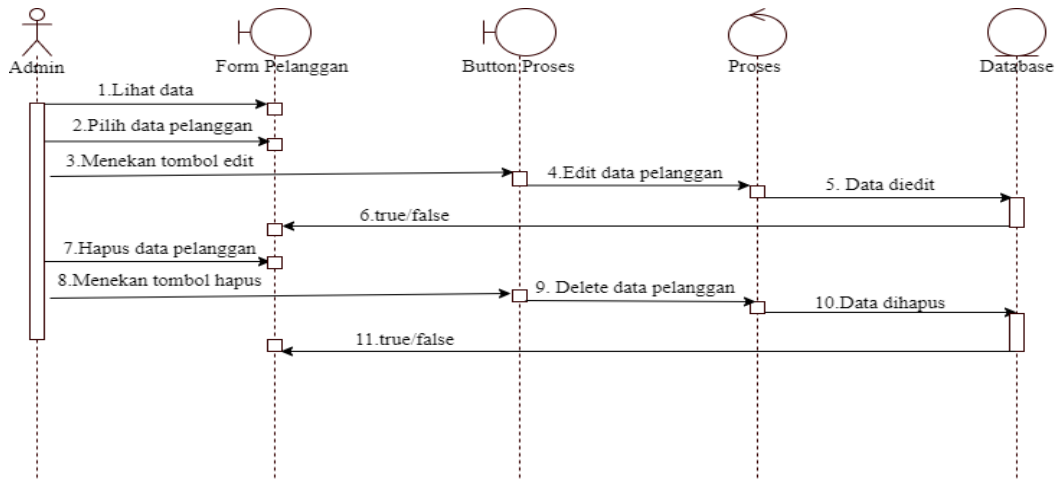 Admin
Form Pelanggan
Button Proses
Proses
Database
1.Lihat data
2.Pilih data pelanggan
3.Menekan tombol edit
4.Edit data pelanggan
5. Data diedit
6.true/false
7.Hapus data pelanggan
8.Menekan tombol hapus
9. Delete data pelanggan
10.Data dihapus
11.true/false